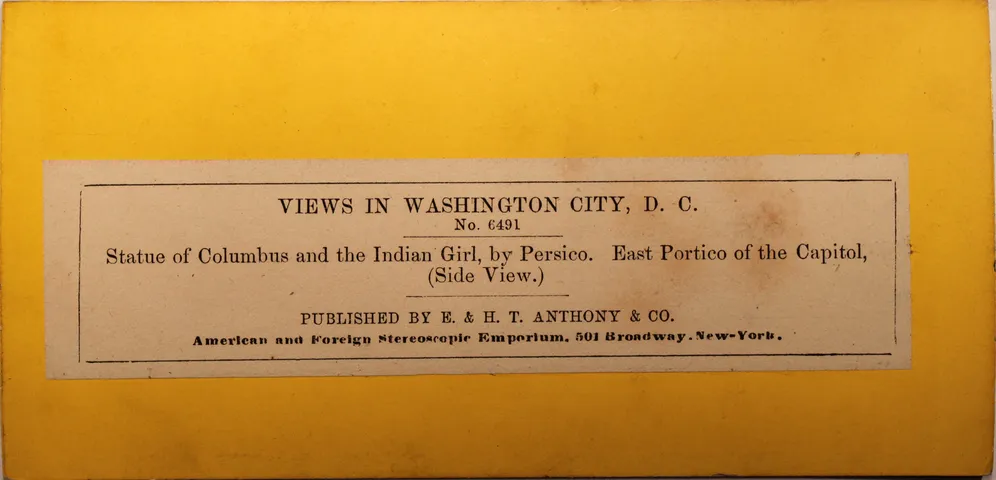 VIEWS IN WASHINGTON CITY, D. C.
No. 6491
Statue of Columbus and the Indian Girl, by Persico. East Portico of the Capitol,
(Side View.)
PUBLISHED BY E. & H. T. ANTHONY & CO.
American and Foreign Stereoscopic Emporium, 501 Broadway. New-York.